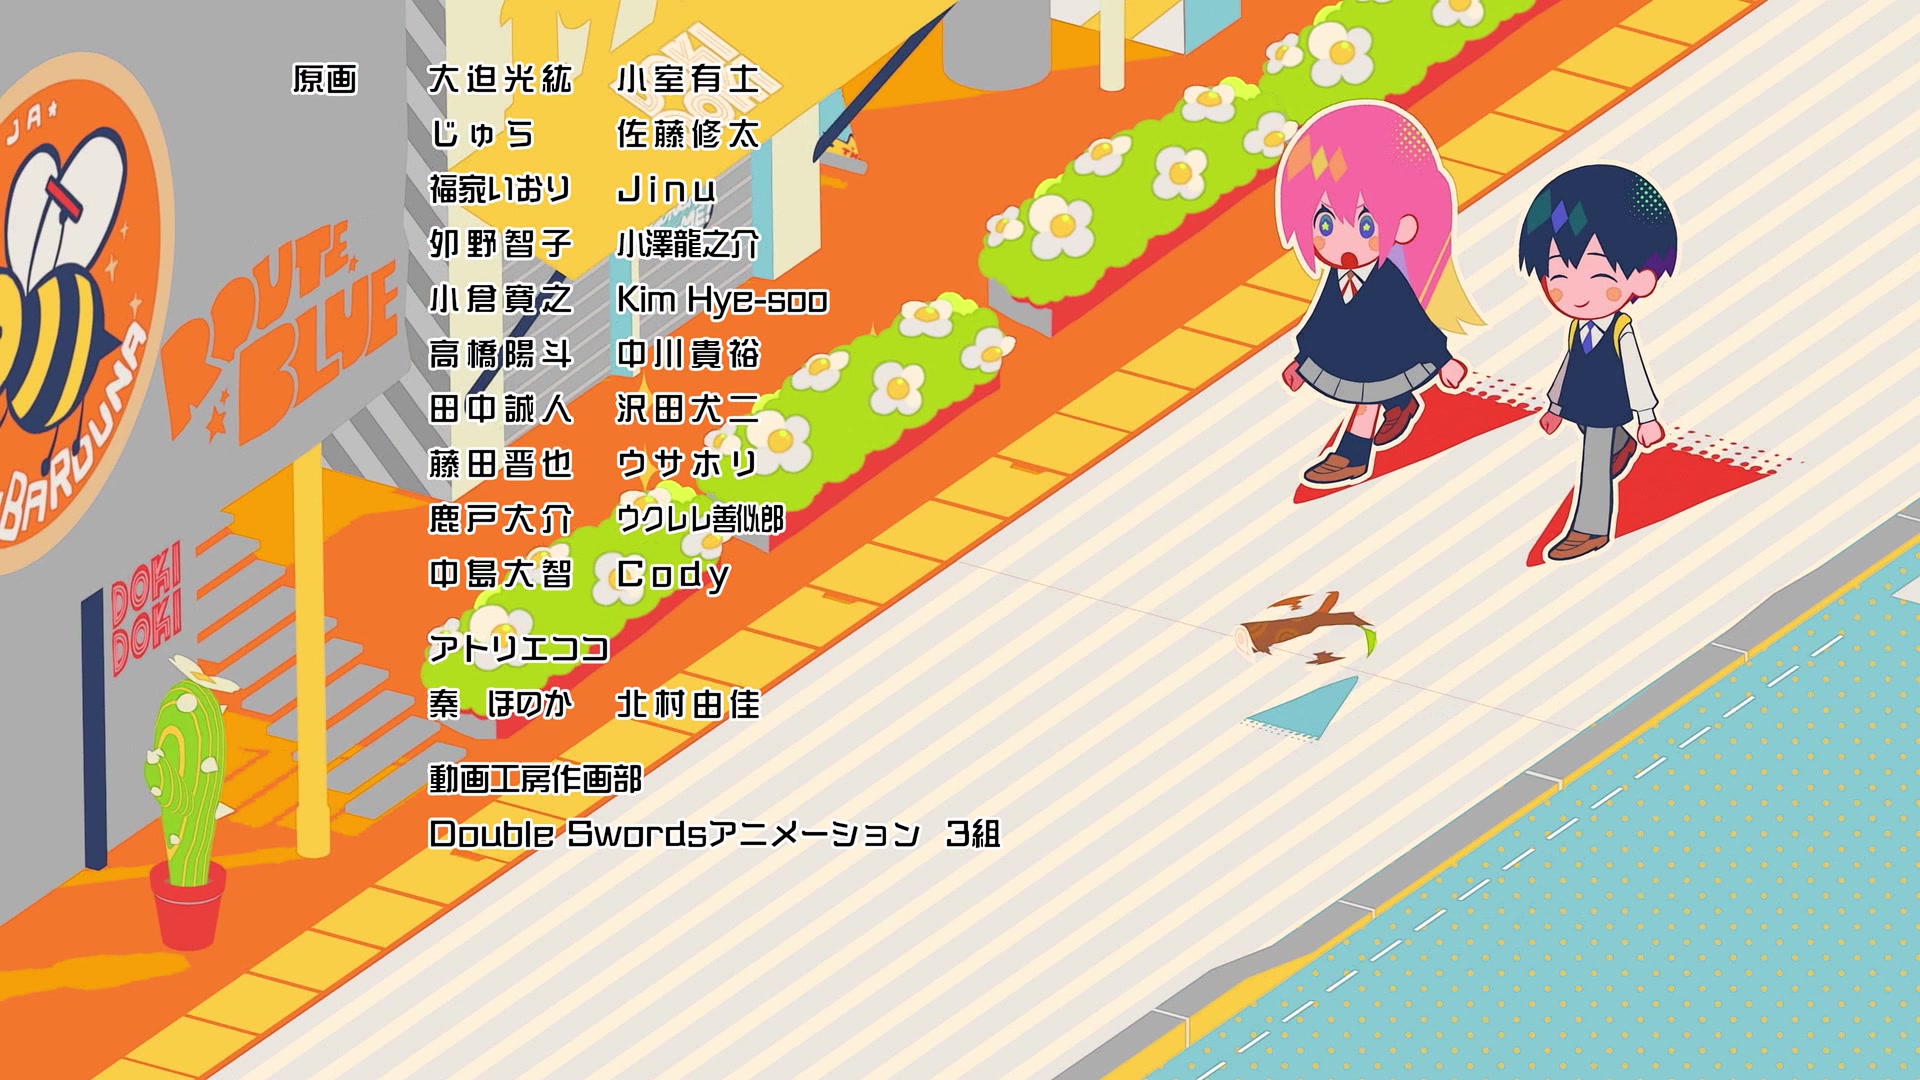 原画 大迫光紘 小室有土
じゅら 佐藤修太
福家いおり Jinu
卯野智子 小澤龍之介
小倉寛之 Kim Hye-soo
高橋陽斗 中川貴裕
田中誠人 沢田犬二
藤田晋也 ウサホリ
鹿戸大介 ウクレレ善似郎
中島大智 Cody
アトリエココ
秦 ほのか 北村由佳
動画工房作画部
Double Swordsアニメーション 3組
ROUTE
BLUE
DOKI
DOKI
DOKI
DOKI
JA
BAROUNA